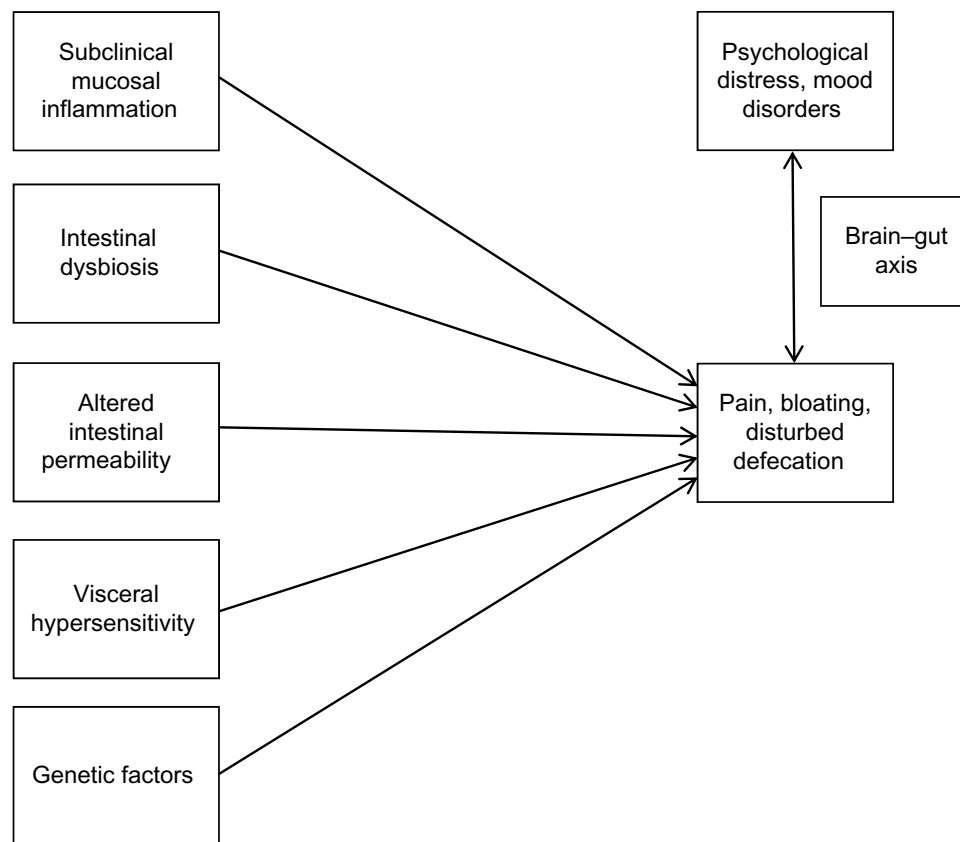 Subclinical
mucosal
inflammation
Psychological
distress, mood
disorders
Intestinal
dysbiosis
Brain–gut
axis
Altered
intestinal
permeability
Pain, bloating,
disturbed
defecation
Visceral
hypersensitivity
Genetic factors